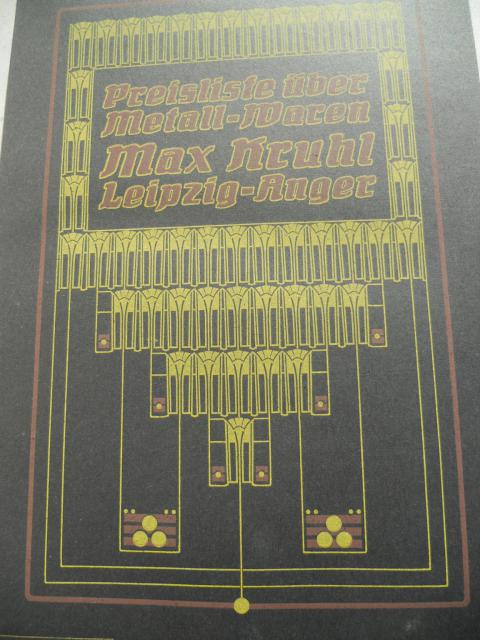 Preisliste über
Metall-Waren
Max Kruhl
Leipzig-Anger